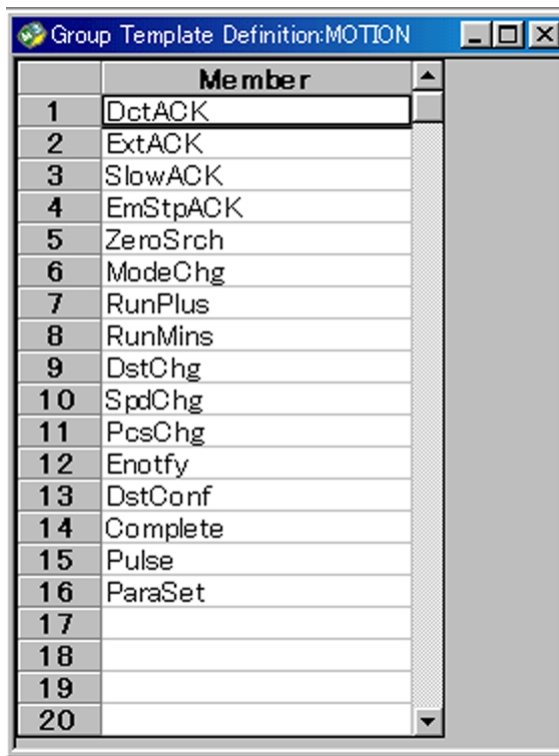 Group Template Definition:MOTION
Member
1 DctACK
2 ExtACK
3 SlowACK
4 EmStpACK
5 ZeroSrch
6 ModeChg
7 RunPlus
8 RunMins
9 DstChg
10 SpdChg
11 PcsChg
12 Enotfy
13 DstConf
14 Complete
15 Pulse
16 ParaSet
17
18
19
20